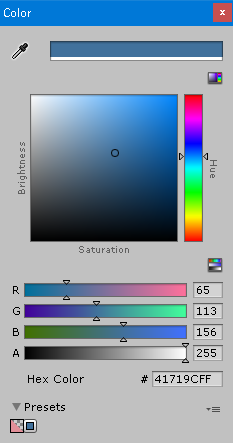 Color
x
Brightness
Hue
Saturation
R 65
G 113
B 156
A 255
Hex Color # 41719CFF
Presets